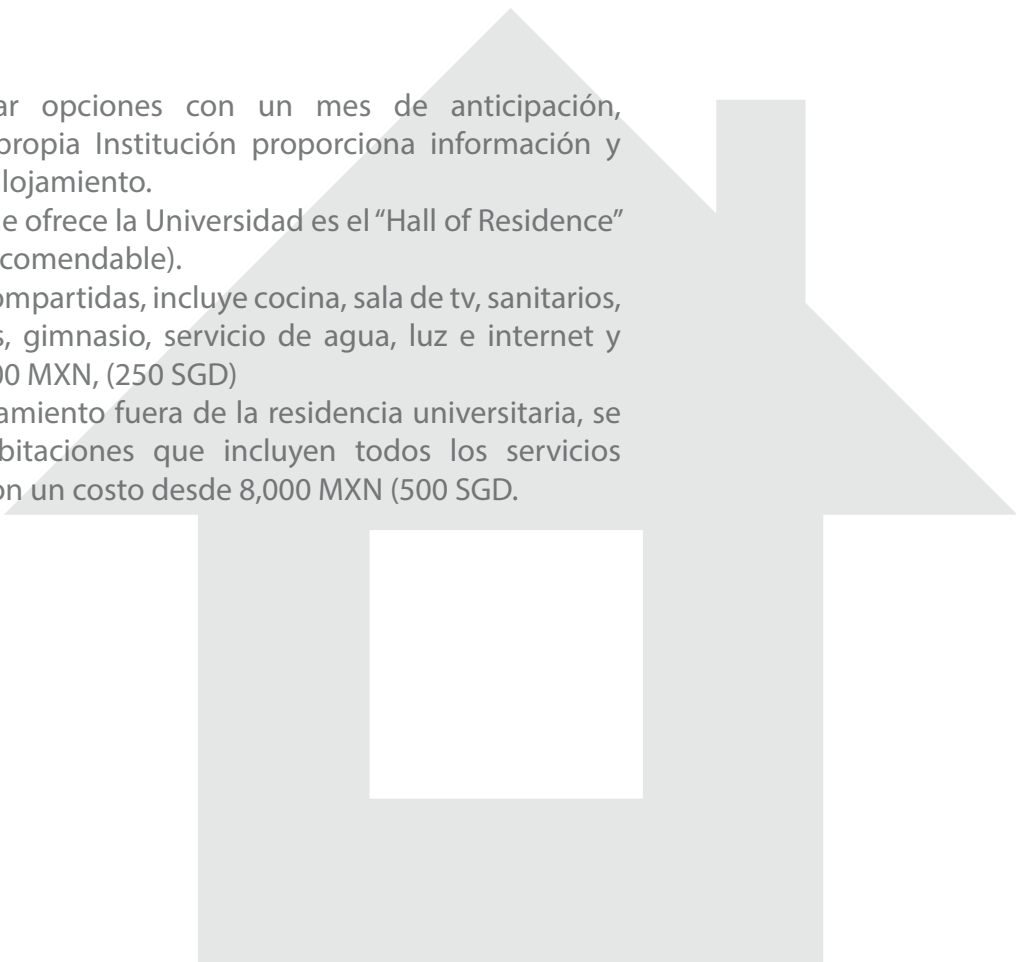 ar opciones con un mes de anticipación,
propia Institución proporciona información y
lojamiento.
e ofrece la Universidad es el “Hall of Residence”
comendable).
ompartidas, incluye cocina, sala de tv, sanitarios,
s, gimnasio, servicio de agua, luz e internet y
00 MXN, (250 SGD)
amiento fuera de la residencia universitaria, se
bitaciones que incluyen todos los servicios
on un costo desde 8,000 MXN (500 SGD.